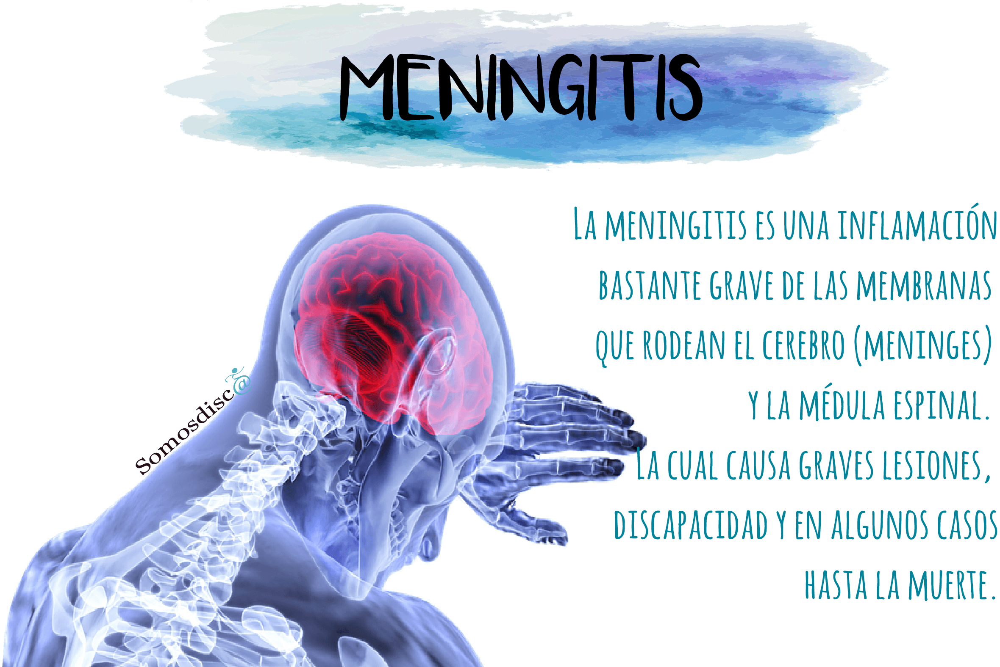 MENINGITIS
La meningitis es una inflamación
bastante grave de las membranas
que rodean el cerebro (meninges)
y la médula espinal.
La cual causa graves lesiones,
discapacidad y en algunos casos
hasta la muerte.
Somosdisc@